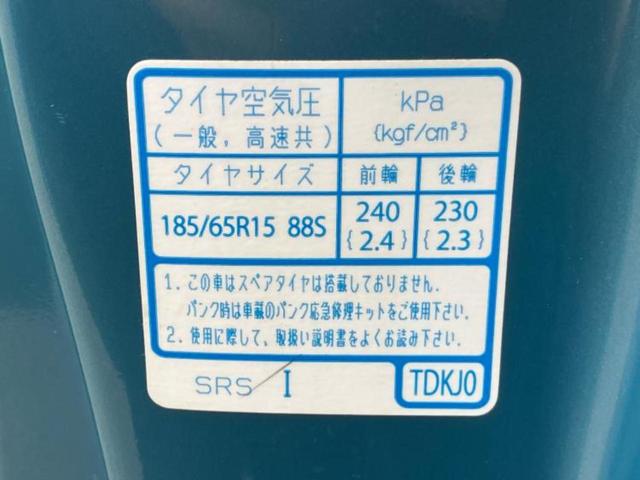 タイヤ空気圧
(一般,高速共)
kPa
{kgf/cm²}
タイヤサイズ 前輪 後輪
185/65R15 88S 240 {2.4} 230 {2.3}
1. この車はスペアタイヤは搭載しておりません.
パンク時は車載のパンク応急修理キットをご使用下さい.
2. 使用に際して、取扱い説明書をよくお読み下さい.
SRS I TDKJ0